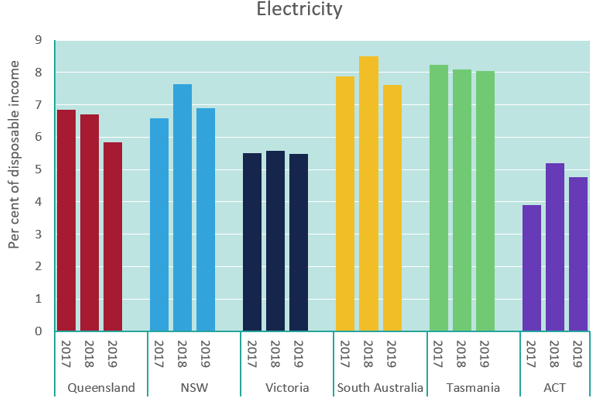 Electricity
Per cent of disposable income
9
8
7
6
5
4
3
2
1
0
2017 2018 2019 2017 2018 2019 2017 2018 2019 2017 2018 2019 2017 2018 2019 2017 2018 2019
Queensland NSW Victoria South Australia Tasmania ACT